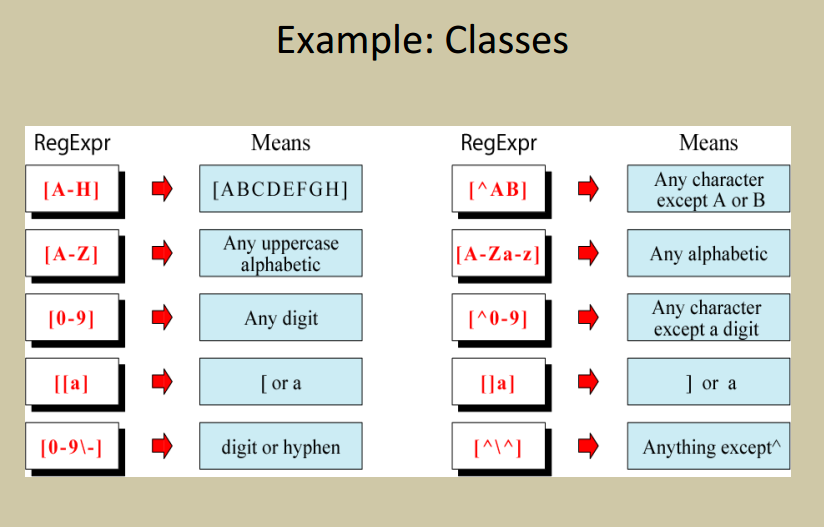 Example: Classes
RegExpr Means RegExpr Means
[A-H] [ABCDEFGH] [^AB] Any character
except A or B
[A-Z] Any uppercase
alphabetic
[A-Za-z] Any alphabetic
[0-9] Any digit [^0-9] Any character
except a digit
[[a] [ or a []a] ] or a
[0-9\-] digit or hyphen [^\^] Anything except^